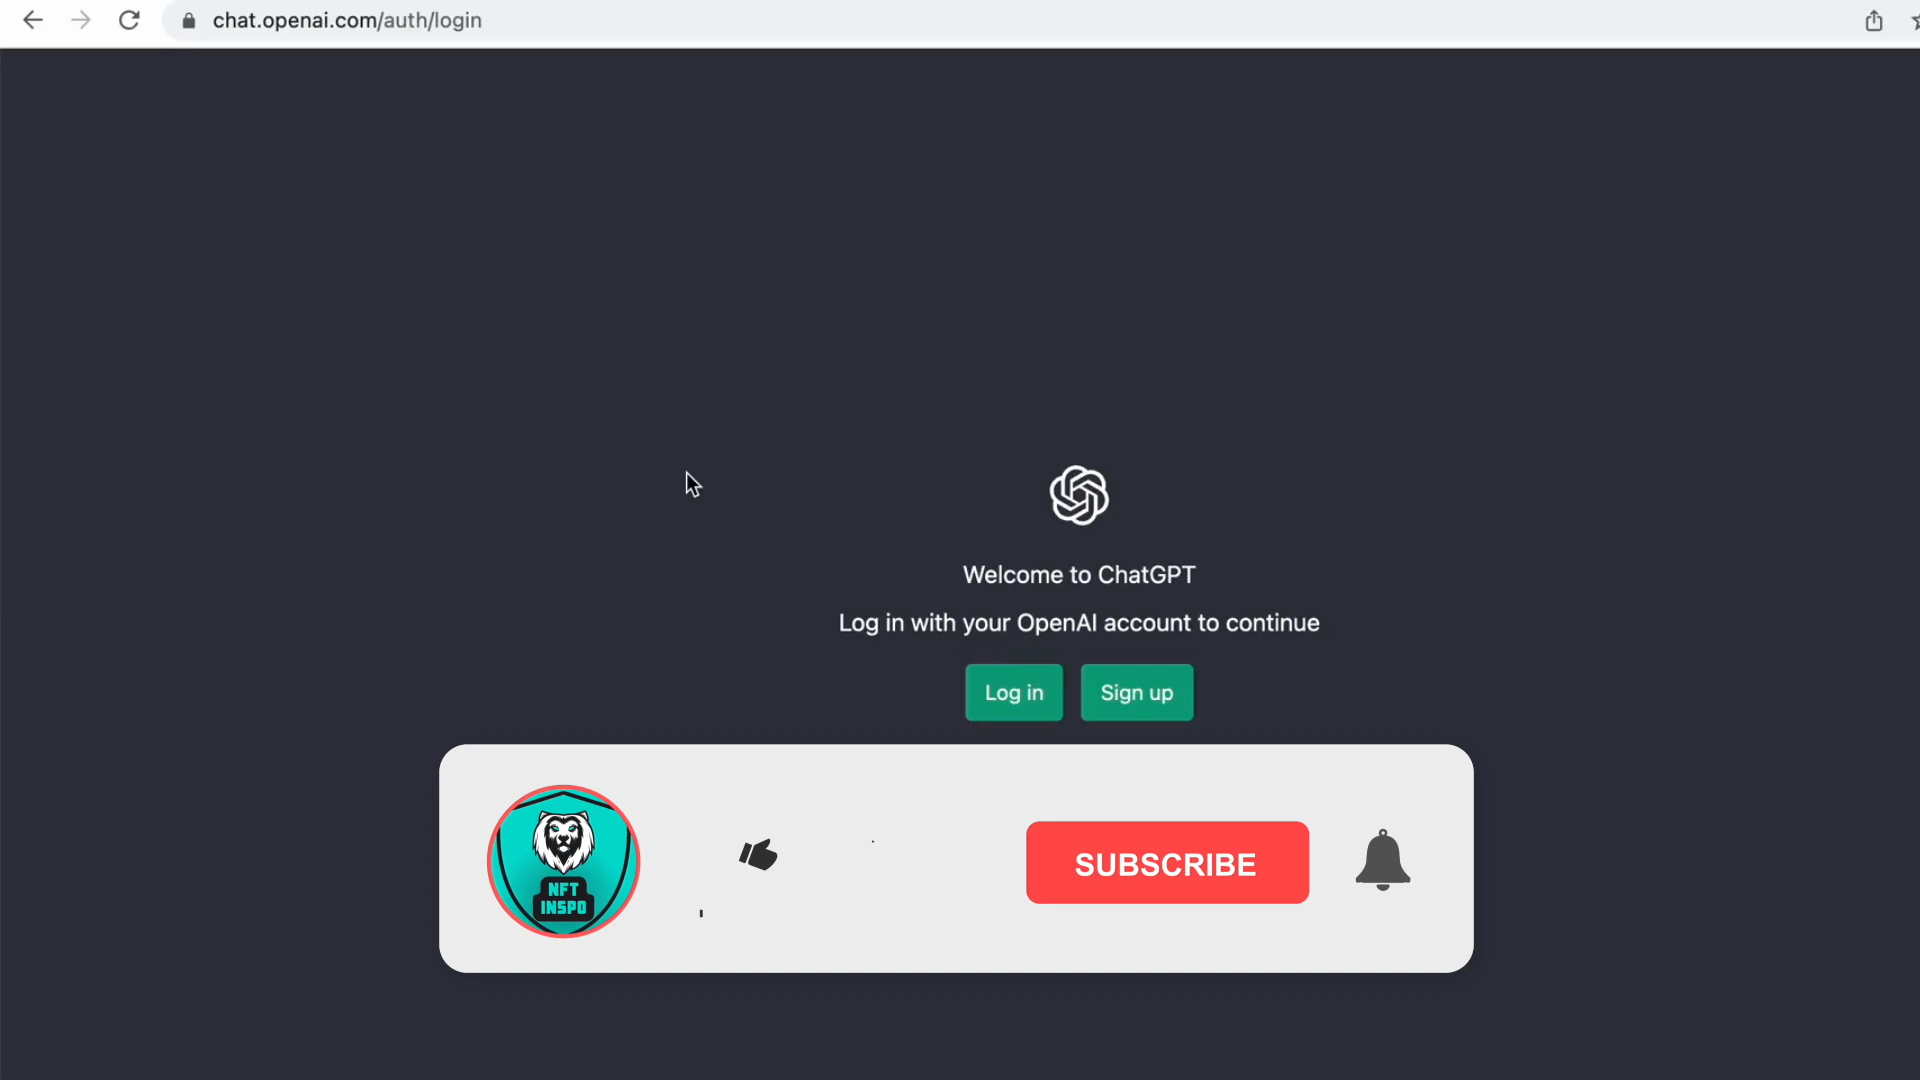 chat.openai.com/auth/login
Welcome to ChatGPT
Log in with your OpenAI account to continue
Log in
Sign up
NFT
INSPO
SUBSCRIBE